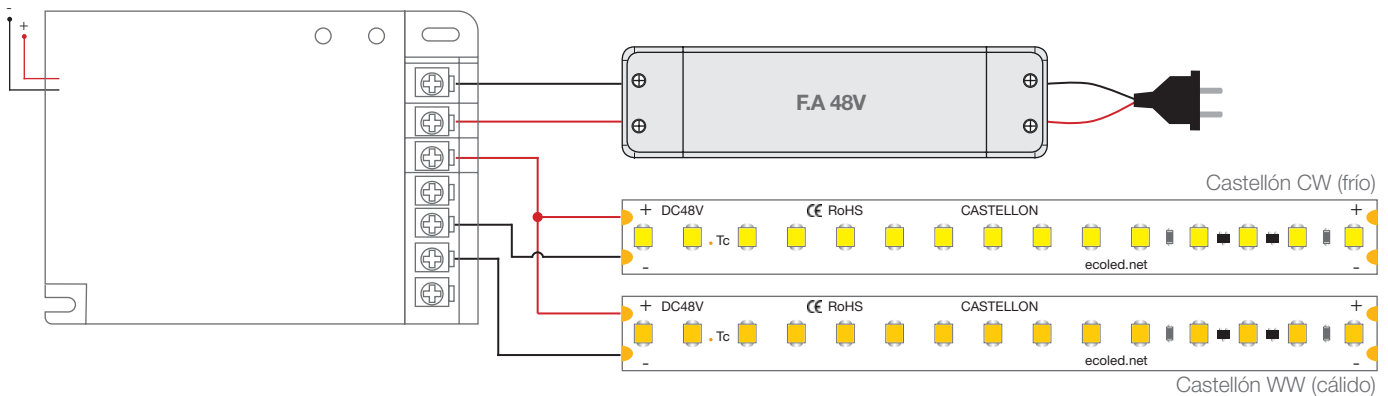 -
+
F.A 48V
Castellón CW (frío)
+ DC48V CE RoHS CASTELLON +
Tc
- ecoled.net -
+ DC48V CE RoHS CASTELLON +
Tc
- ecoled.net -
Castellón WW (cálido)